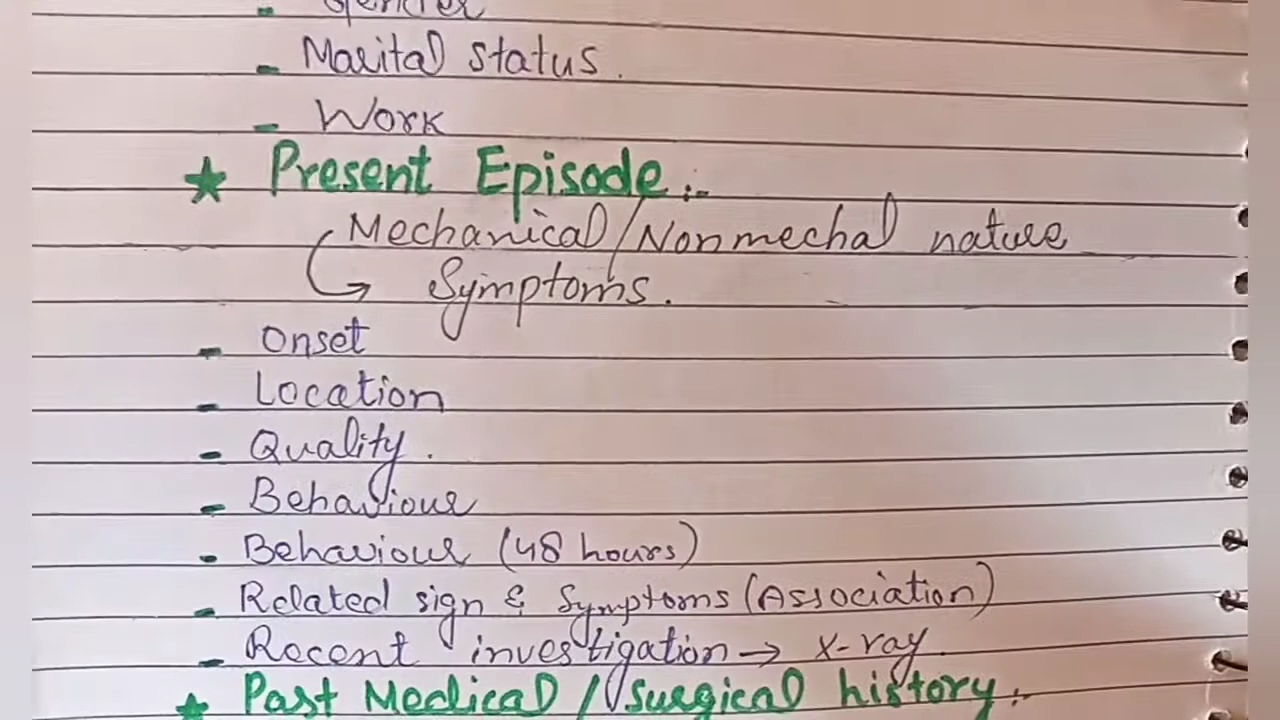 - Gender
- Marital status.
- Work
★ Present Episode :-
Mechanical/Nonmechal nature
↳ Symptoms.
- Onset
- Location
- Quality.
- Behaviour
- Behaviour (48 hours)
- Related sign & Symptoms (Association)
- Recent investigation → X-ray.
★ Past Medical / Surgical history :-